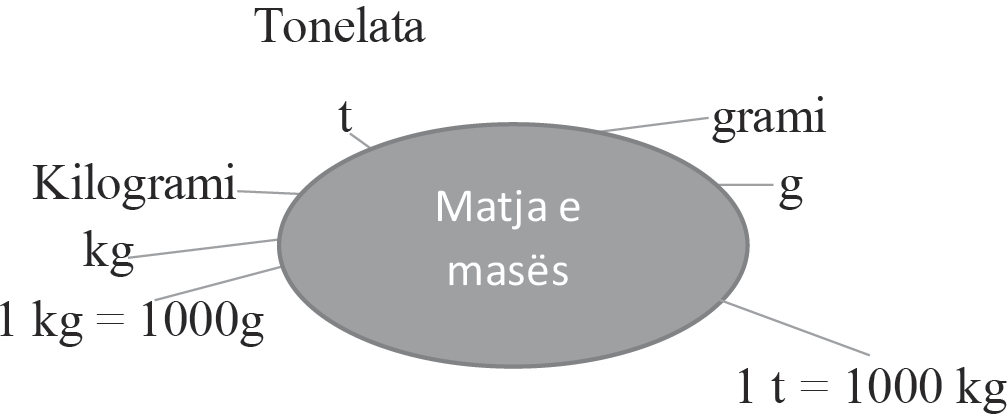 Tonelata
t
grami
Kilogrami
g
Matja e
masës
kg
1 kg = 1000g
1 t = 1000 kg